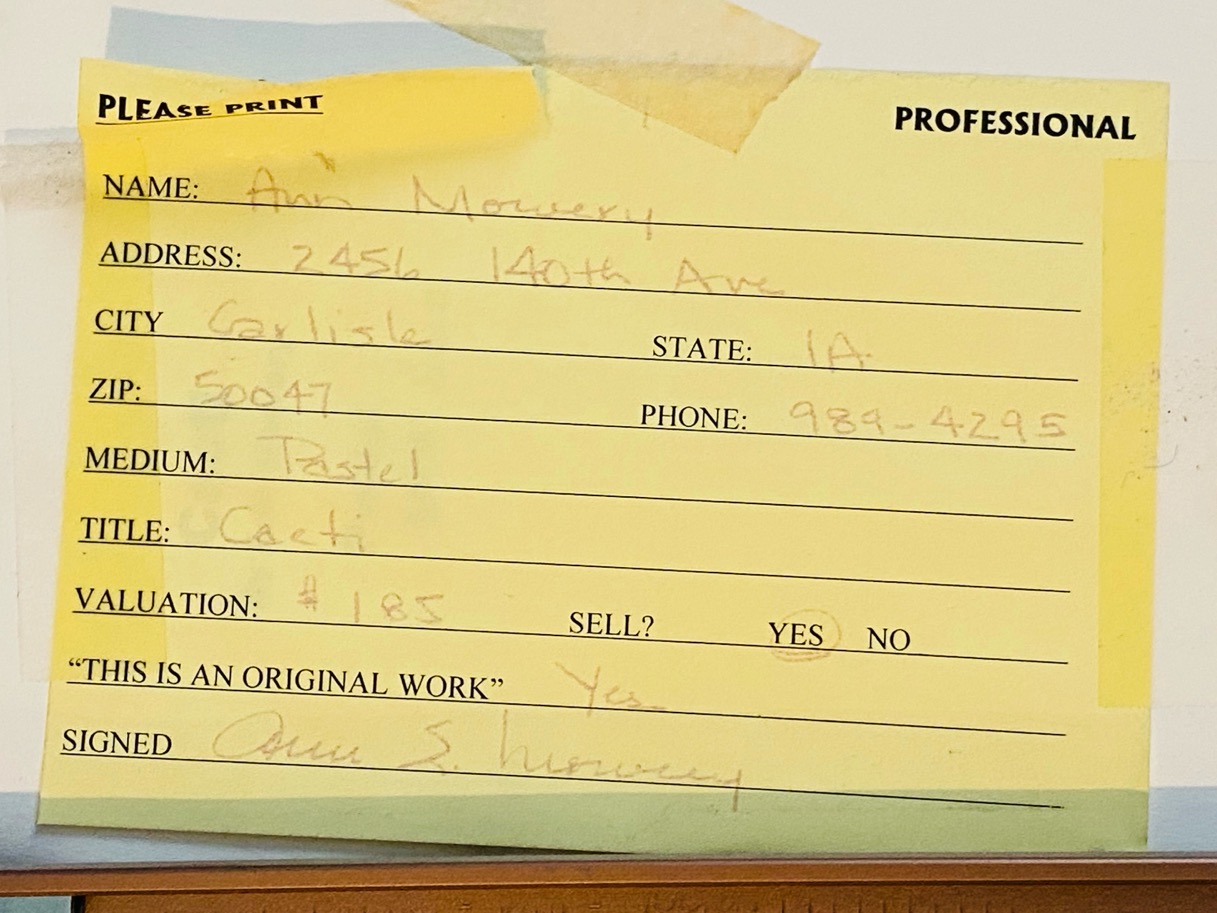 PLEASE PRINT PROFESSIONAL
NAME: Ann Mowery
ADDRESS: 2456 140th Ave
CITY Carlisle STATE: IA
ZIP: 50047 PHONE: 989-4295
MEDIUM: Pastel
TITLE: Cacti
VALUATION: $185 SELL? YES NO
“THIS IS AN ORIGINAL WORK” Yes
SIGNED Ann S. Mowery